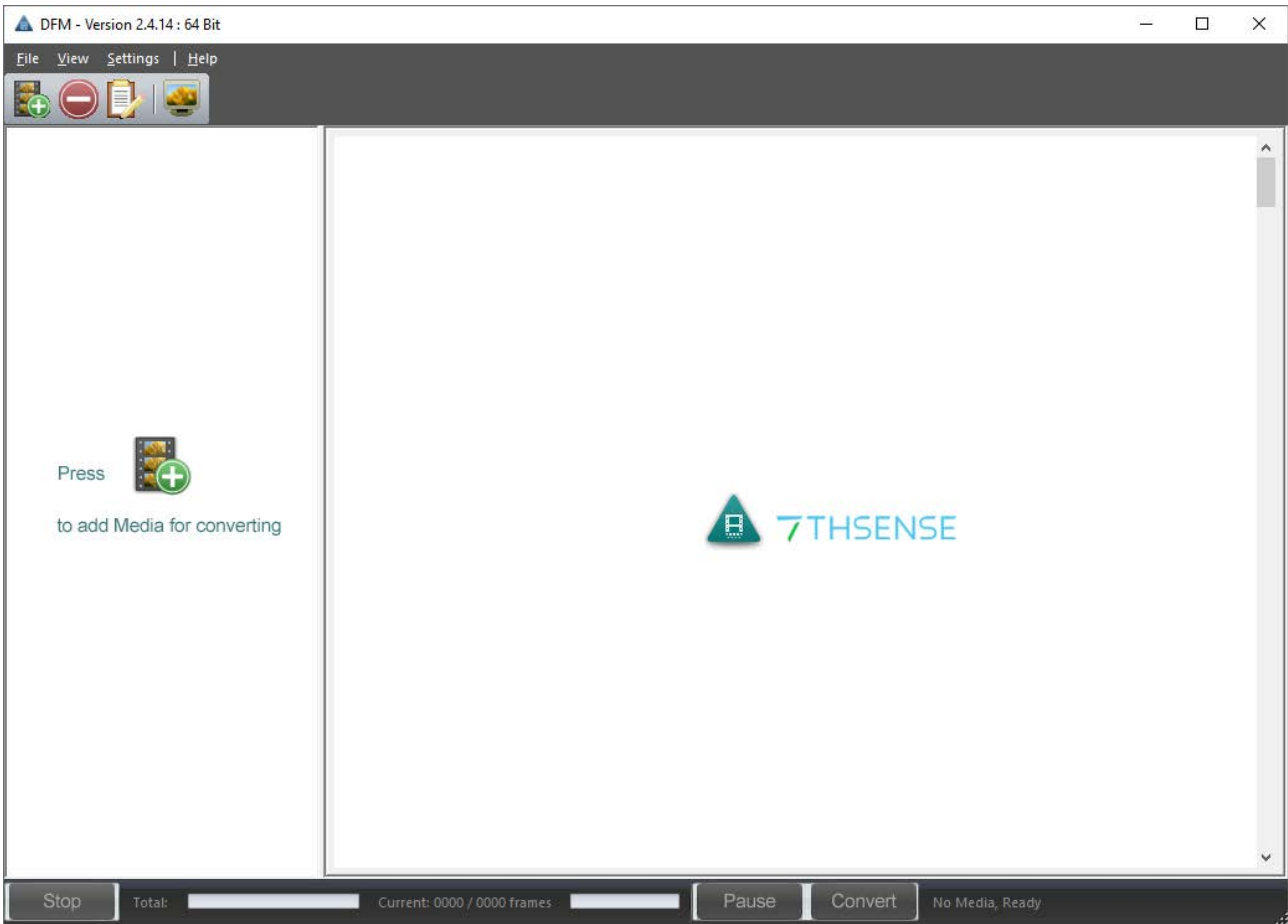 DFM - Version 2.4.14 : 64 Bit
File View Settings | Help
Press
to add Media for converting
7THSENSE
Stop Total: Current: 0000 / 0000 frames Pause Convert No Media, Ready